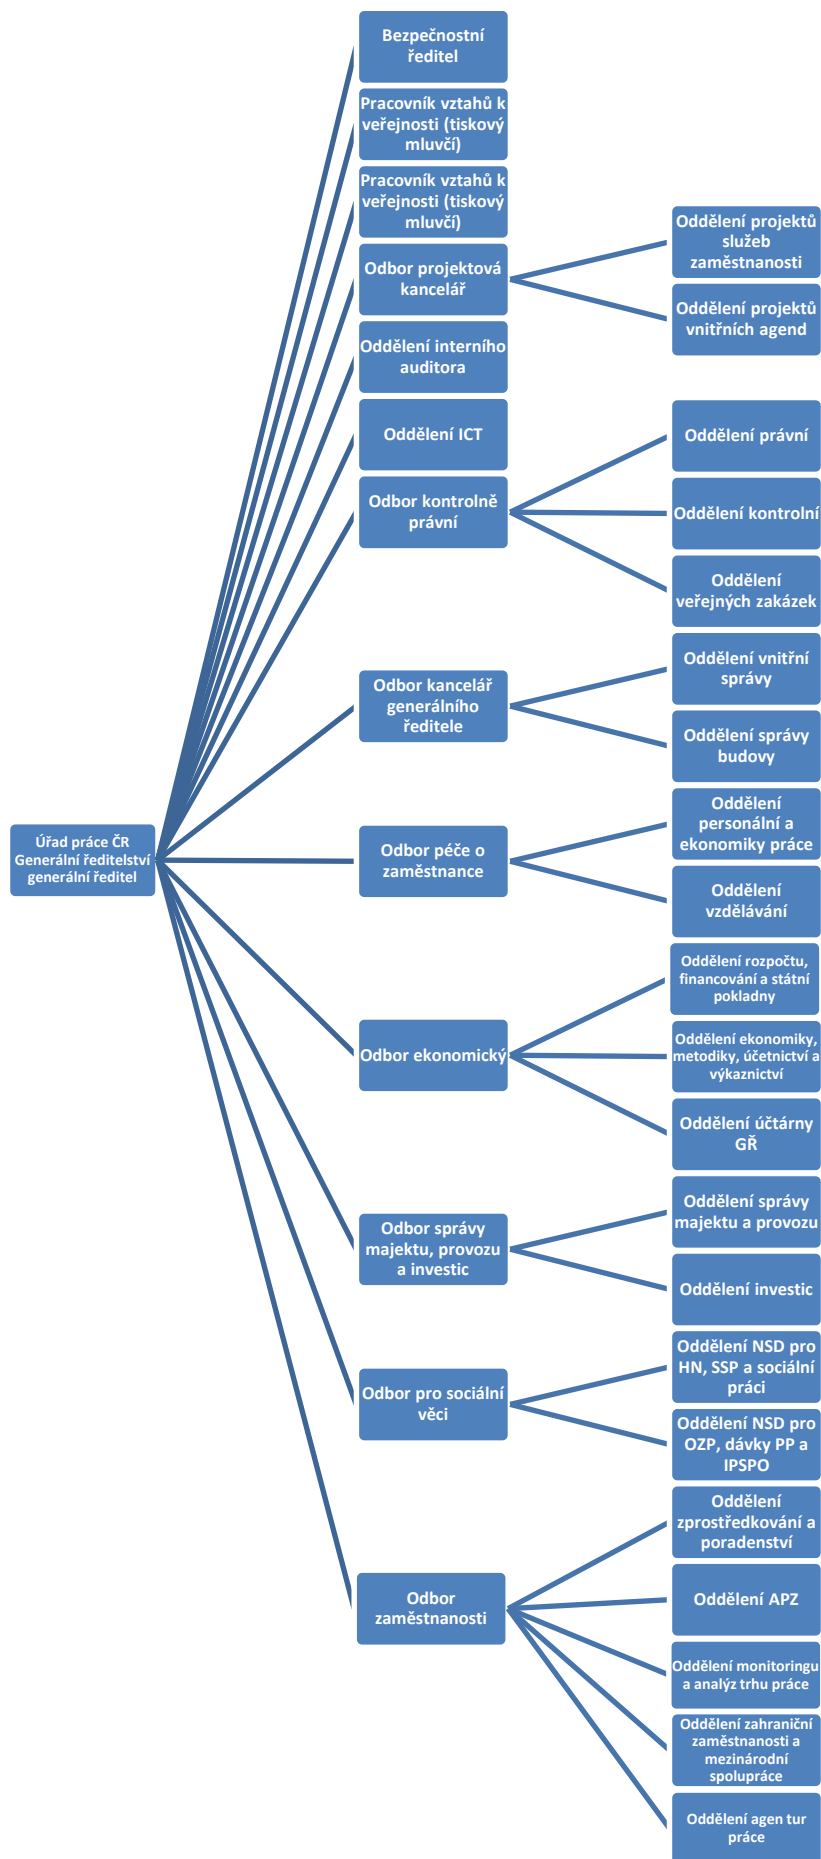 Úřad práce ČR
Generální ředitelství
generální ředitel
Bezpečnostní
ředitel
Pracovník vztahů k
veřejnosti (tiskový
mluvčí)
Pracovník vztahů k
veřejnosti (tiskový
mluvčí)
Odbor projektová
kancelář
Oddělení projektů
služeb
zaměstnanosti
Oddělení projektů
vnitřních agend
Oddělení interního
auditora
Oddělení ICT
Odbor kontrolně
právní
Oddělení právní
Oddělení kontrolní
Oddělení
veřejných zakázek
Odbor kancelář
generálního
ředitele
Oddělení vnitřní
správy
Oddělení správy
budovy
Odbor péče o
zaměstnance
Oddělení
personální a
ekonomiky práce
Oddělení
vzdělávání
Odbor ekonomický
Oddělení rozpočtu,
financování a státní
pokladny
Oddělení ekonomiky,
metodiky, účetnictví a
výkaznictví
Oddělení účtárny
GŘ
Odbor správy
majektu, provozu
a investic
Oddělení správy
majektu a provozu
Oddělení investic
Odbor pro sociální
věci
Oddělení NSD pro
HN, SSP a sociální
práci
Oddělení NSD pro
OZP, dávky PP a
IPSPO
Odbor
zaměstnanosti
Oddělení
zprostředkování a
poradenství
Oddělení APZ
Oddělení monitoringu
a analýz trhu práce
Oddělení zahraniční
zaměstnanosti a
mezinárodní
spolupráce
Oddělení agen tur
práce